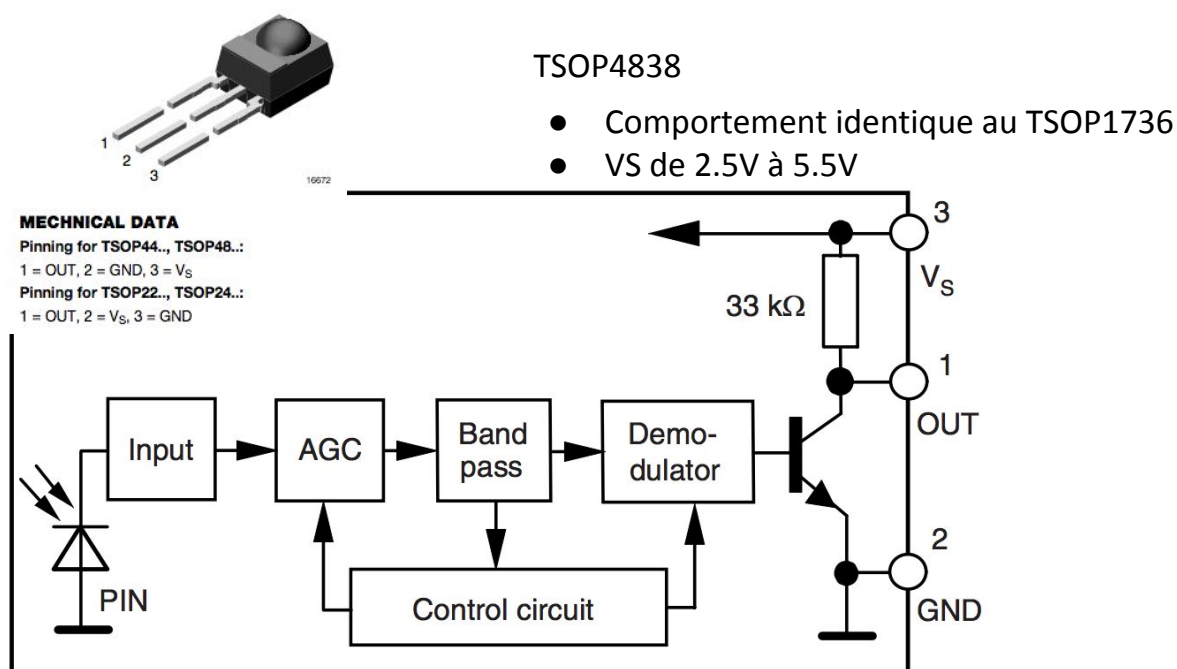 TSOP4838
● Comportement identique au TSOP1736
● VS de 2.5V à 5.5V
1
2
3
16672
MECHNICAL DATA
Pinning for TSOP44.., TSOP48..:
1 = OUT, 2 = GND, 3 = VS
Pinning for TSOP22.., TSOP24..:
1 = OUT, 2 = VS, 3 = GND
3
VS
33 kΩ
1
OUT
Input
AGC
Band
pass
Demo-
dulator
2
GND
PIN
Control circuit